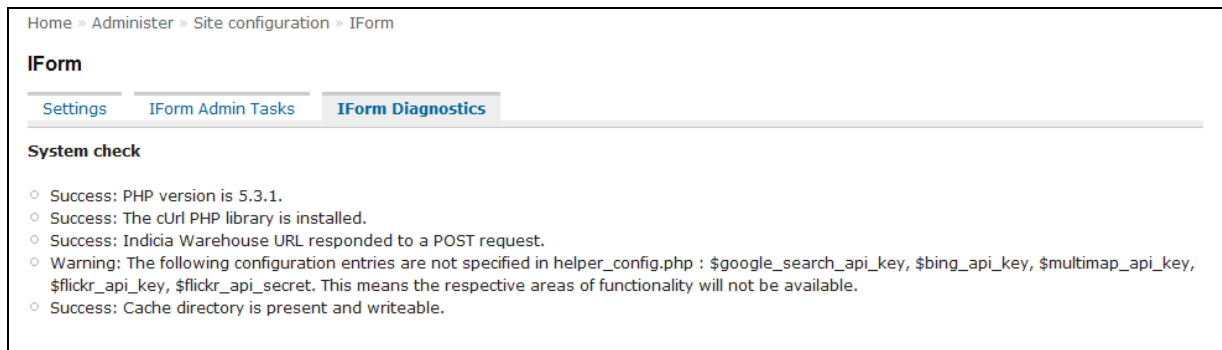 Home » Administer » Site configuration » IForm
IForm
Settings IForm Admin Tasks IForm Diagnostics
System check
Success: PHP version is 5.3.1.
Success: The cUrl PHP library is installed.
Success: Indicia Warehouse URL responded to a POST request.
Warning: The following configuration entries are not specified in helper_config.php : $google_search_api_key, $bing_api_key, $multimap_api_key,
$flickr_api_key, $flickr_api_secret. This means the respective areas of functionality will not be available.
Success: Cache directory is present and writeable.